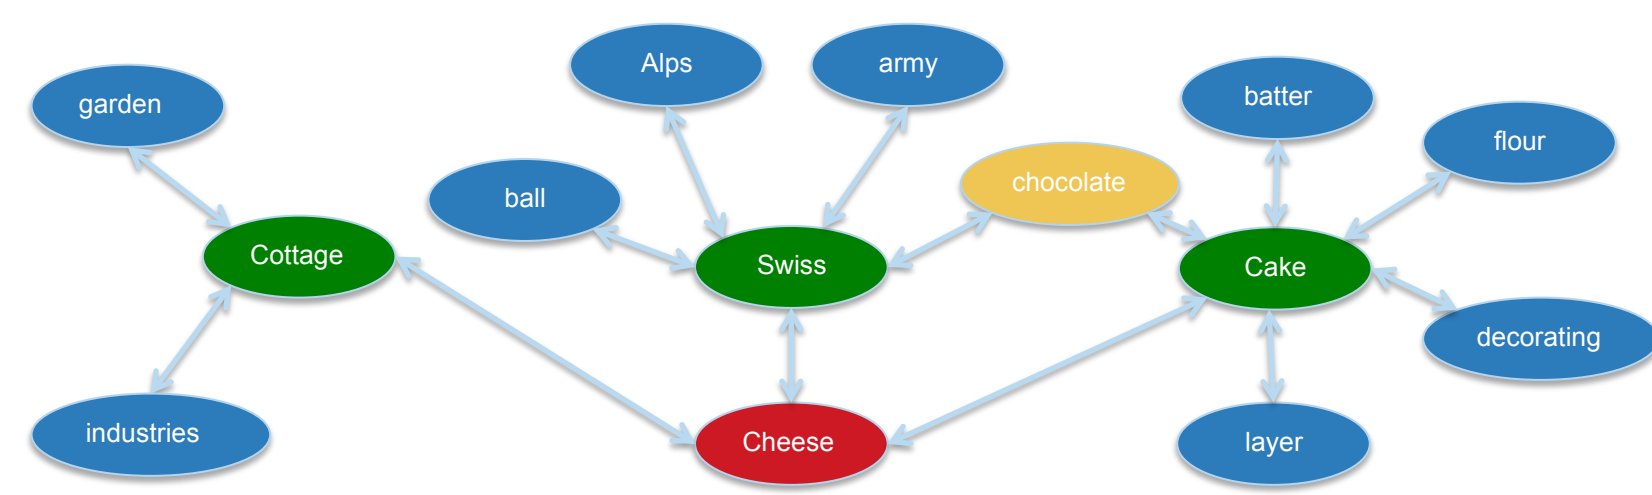 Alps
army
batter
garden
flour
chocolate
ball
Cottage
Swiss
Cake
decorating
industries
Cheese
layer